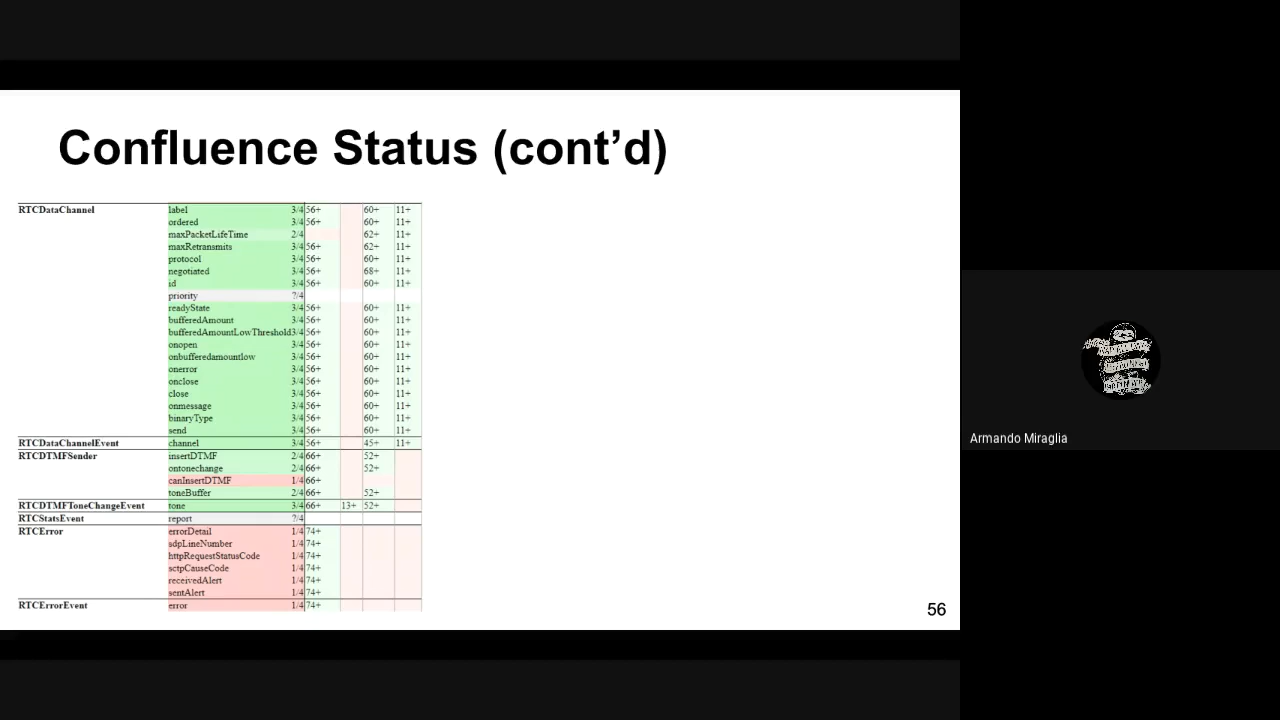 Confluence Status (cont’d)
RTCDataChannel label 3/4 56+ 60+ 11+
ordered 3/4 56+ 60+ 11+
maxPacketLifeTime 2/4 62+ 11+
maxRetransmits 3/4 56+ 62+ 11+
protocol 3/4 56+ 60+ 11+
negotiated 3/4 56+ 68+ 11+
id 3/4 56+ 60+ 11+
priority ?/4
readyState 3/4 56+ 60+ 11+
bufferedAmount 3/4 56+ 60+ 11+
bufferedAmountLowThreshold 3/4 56+ 60+ 11+
onopen 3/4 56+ 60+ 11+
onbufferedamountlow 3/4 56+ 60+ 11+
onerror 3/4 56+ 60+ 11+
onclose 3/4 56+ 60+ 11+
close 3/4 56+ 60+ 11+
onmessage 3/4 56+ 60+ 11+
binaryType 3/4 56+ 60+ 11+
send 3/4 56+ 60+ 11+
RTCDataChannelEvent channel 3/4 56+ 45+ 11+
RTCDTMFSender insertDTMF 2/4 66+ 52+
ontonechange 2/4 66+ 52+
canInsertDTMF 1/4 66+
toneBuffer 2/4 66+ 52+
RTCDTMFToneChangeEvent tone 3/4 66+ 13+ 52+
RTCStatsEvent report ?/4
RTCError errorDetail 1/4 74+
sdpLineNumber 1/4 74+
httpRequestStatusCode 1/4 74+
sctpCauseCode 1/4 74+
receivedAlert 1/4 74+
sentAlert 1/4 74+
RTCErrorEvent error 1/4 74+
56
Armando Miraglia